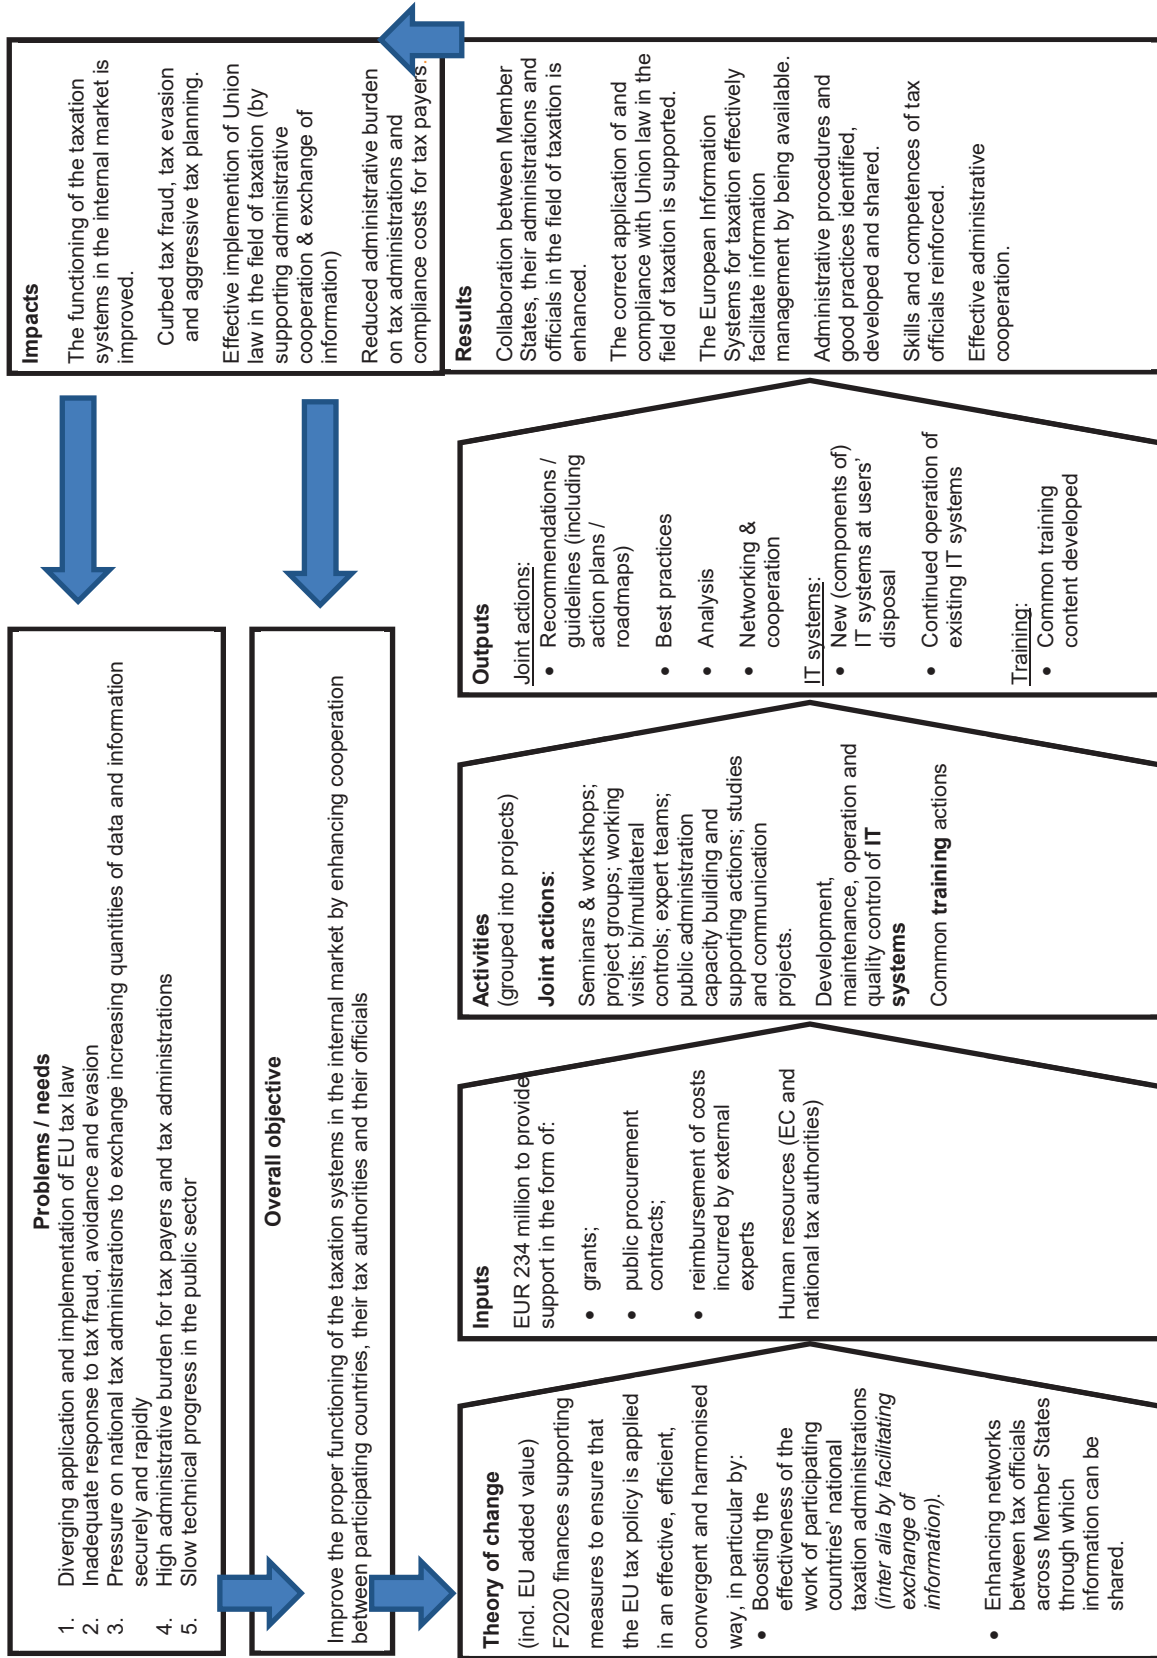 Problems / needs
1. Diverging application and implementation of EU tax law
2. Inadequate response to tax fraud, avoidance and evasion
3. Pressure on national tax administrations to exchange increasing quantities of data and information
securely and rapidly
4. High administrative burden for tax payers and tax administrations
5. Slow technical progress in the public sector
Overall objective
Improve the proper functioning of the taxation systems in the internal market by enhancing cooperation
between participating countries, their tax authorities and their officials
Theory of change
(incl. EU added value)
F2020 finances supporting
measures to ensure that
the EU tax policy is applied
in an effective, efficient,
convergent and harmonised
way, in particular by:
• Boosting the
effectiveness of the
work of participating
countries' national
taxation administrations
(inter alia by facilitating
exchange of
information).
• Enhancing networks
between tax officials
across Member States
through which
information can be
shared.
Inputs
EUR 234 million to provide
support in the form of:
• grants;
• public procurement
contracts;
• reimbursement of costs
incurred by external
experts
Human resources (EC and
national tax authorities)
Activities
(grouped into projects)
Joint actions:
Seminars & workshops;
project groups; working
visits; bi/multilateral
controls; expert teams;
public administration
capacity building and
supporting actions; studies
and communication
projects.
Development,
maintenance, operation and
quality control of IT
systems
Common training actions
Outputs
Joint actions:
• Recommendations /
guidelines (including
action plans /
roadmaps)
• Best practices
• Analysis
• Networking &
cooperation
IT systems:
• New (components of)
IT systems at users'
disposal
• Continued operation of
existing IT systems
Training:
• Common training
content developed
Results
Collaboration between Member
States, their administrations and
officials in the field of taxation is
enhanced.
The correct application of and
compliance with Union law in the
field of taxation is supported.
The European Information
Systems for taxation effectively
facilitate information
management by being available.
Administrative procedures and
good practices identified,
developed and shared.
Skills and competences of tax
officials reinforced.
Effective administrative
cooperation.
Impacts
The functioning of the taxation
systems in the internal market is
improved.
Curbed tax fraud, tax evasion
and aggressive tax planning.
Effective implemention of Union
law in the field of taxation (by
supporting administrative
cooperation & exchange of
information)
Reduced administrative burden
on tax administrations and
compliance costs for tax payers.